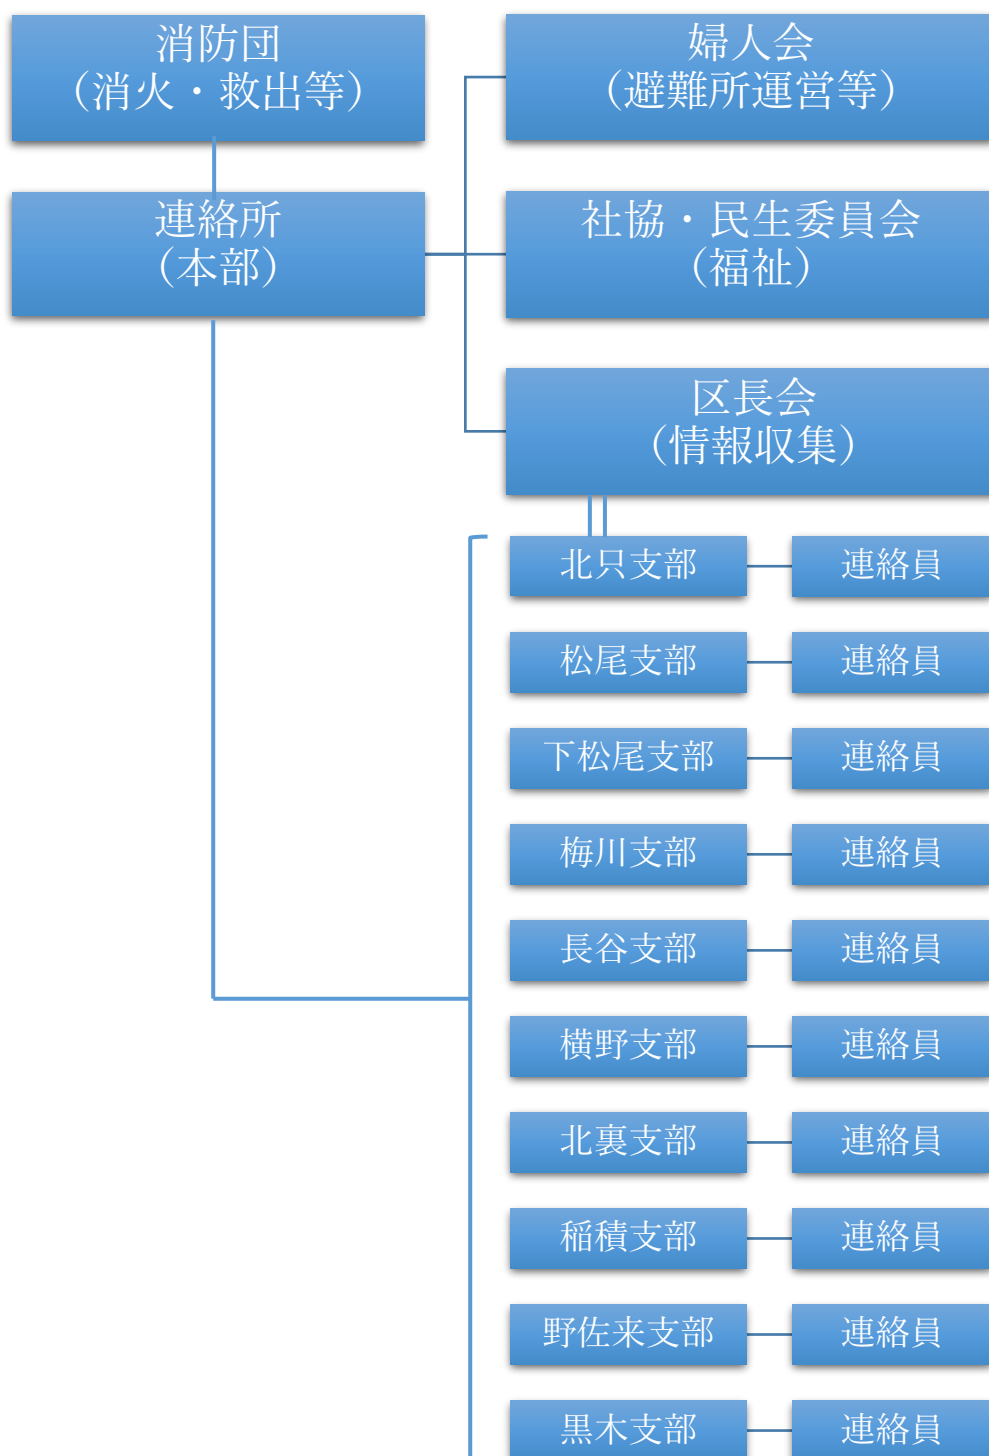 消防団
（消火・救出等）
婦人会
（避難所運営等）
連絡所
（本部）
社協・民生委員会
（福祉）
区長会
（情報収集）
北只支部
連絡員
松尾支部
連絡員
下松尾支部
連絡員
梅川支部
連絡員
長谷支部
連絡員
横野支部
連絡員
北裏支部
連絡員
稲積支部
連絡員
野佐来支部
連絡員
黒木支部
連絡員